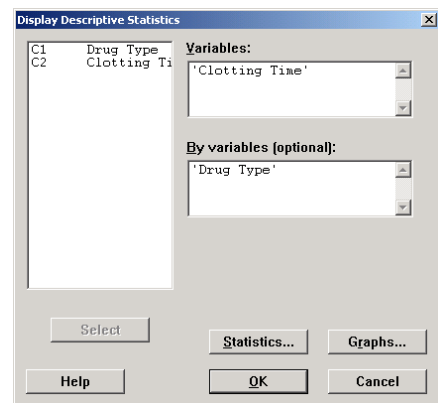 Display Descriptive Statistics
C1 Drug Type
C2 Clotting Ti
Variables:
'Clotting Time'
By variables (optional):
'Drug Type'
Select
Statistics...
Graphs...
Help
OK
Cancel